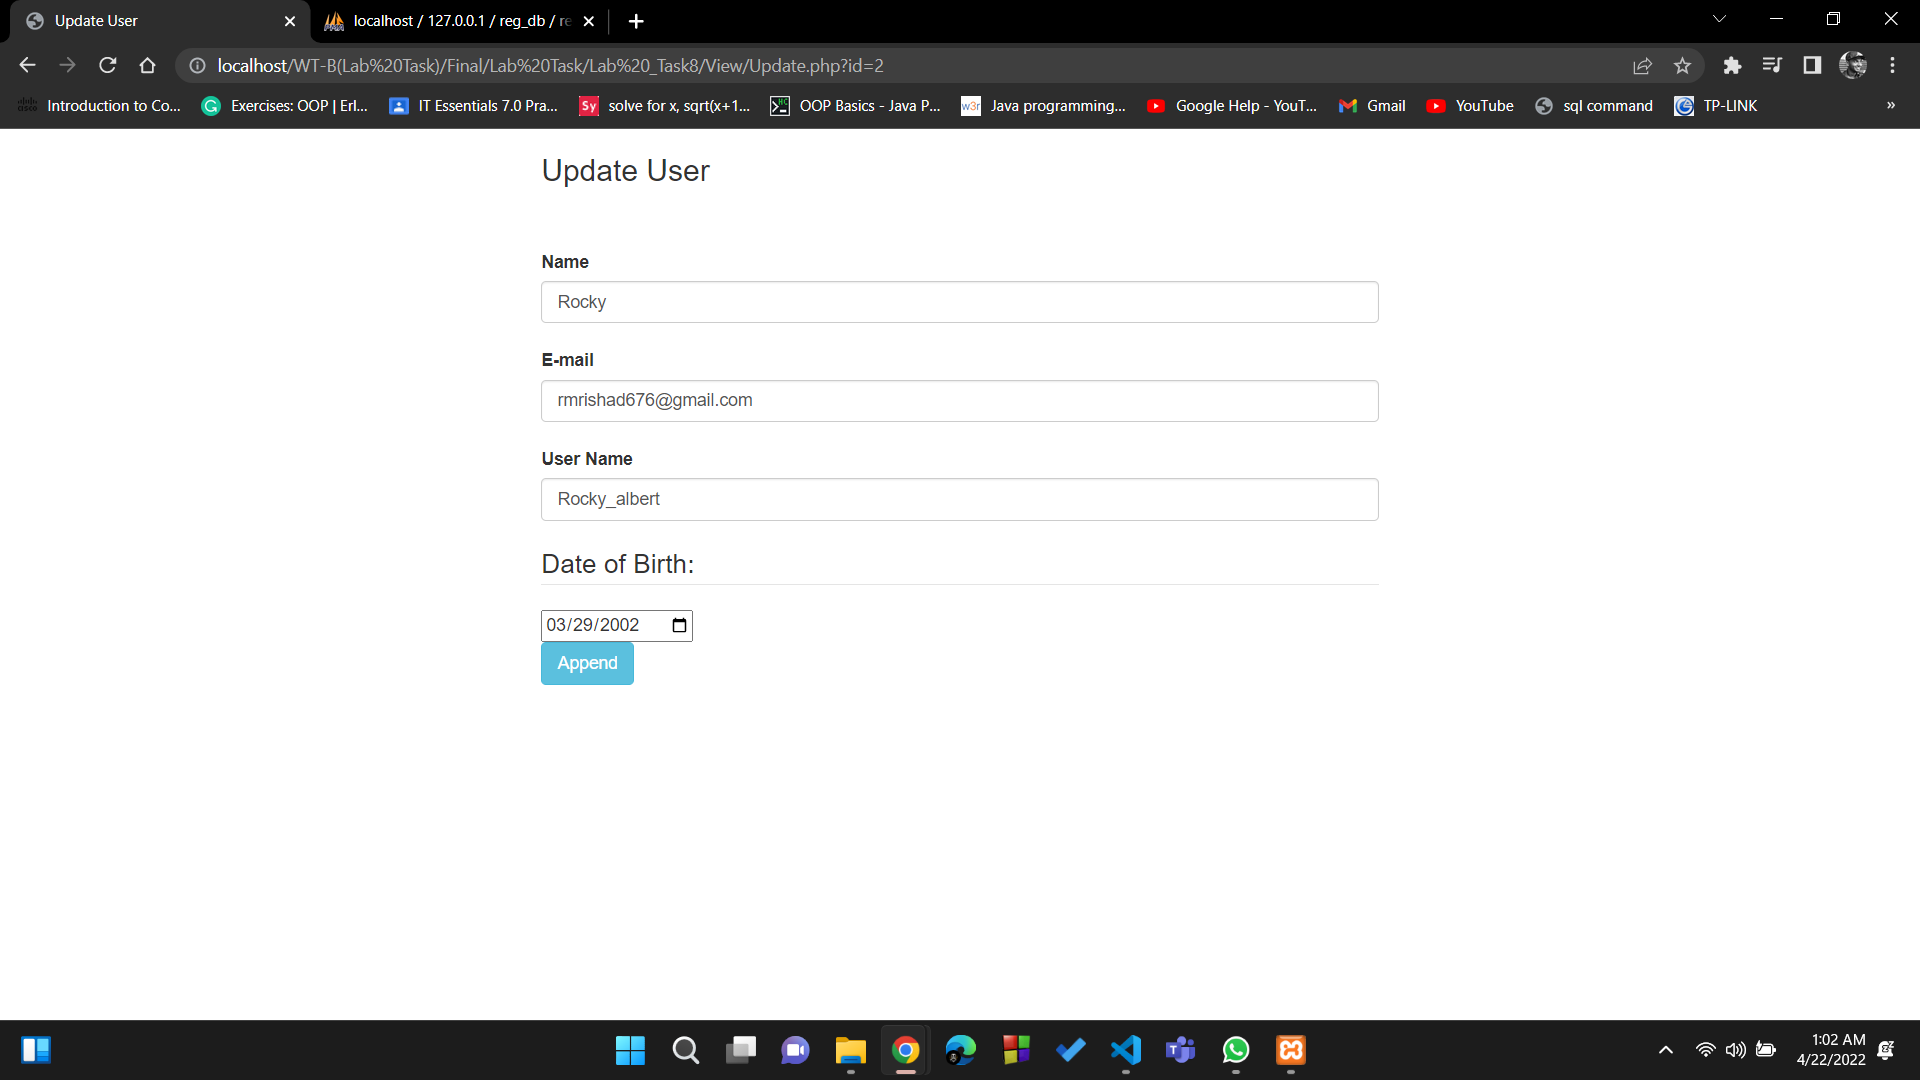 Update User
localhost / 127.0.0.1 / reg_db / re
localhost/WT-B(Lab%20Task)/Final/Lab%20Task/Lab%20_Task8/View/Update.php?id=2
Introduction to Co... Exercises: OOP | Erl... IT Essentials 7.0 Pra... Sy solve for x, sqrt(x+1... OOP Basics - Java P... w3r Java programming... Google Help - YouT... Gmail YouTube sql command TP-LINK »
Update User
Name
Rocky
E-mail
rmrishad676@gmail.com
User Name
Rocky_albert
Date of Birth:
03/29/2002
Append
1:02 AM
4/22/2022